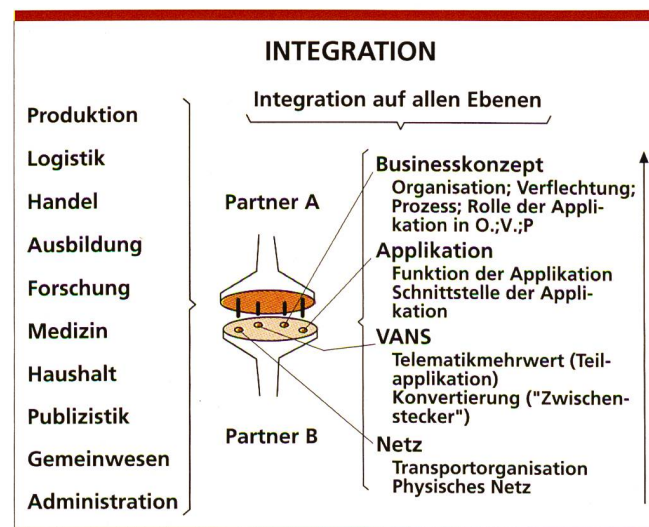 INTEGRATION
Integration auf allen Ebenen
Produktion
Logistik
Handel
Ausbildung
Forschung
Medizin
Haushalt
Publizistik
Gemeinwesen
Administration
Partner A
Partner B
Businesskonzept
Organisation; Verflechtung;
Prozess; Rolle der Appli-
kation in O.;V.;P
Applikation
Funktion der Applikation
Schnittstelle der Appli-
kation
VANS
Telematikmehrwert (Teil-
applikation)
Konvertierung ("Zwischen-
stecker")
Netz
Transportorganisation
Physisches Netz